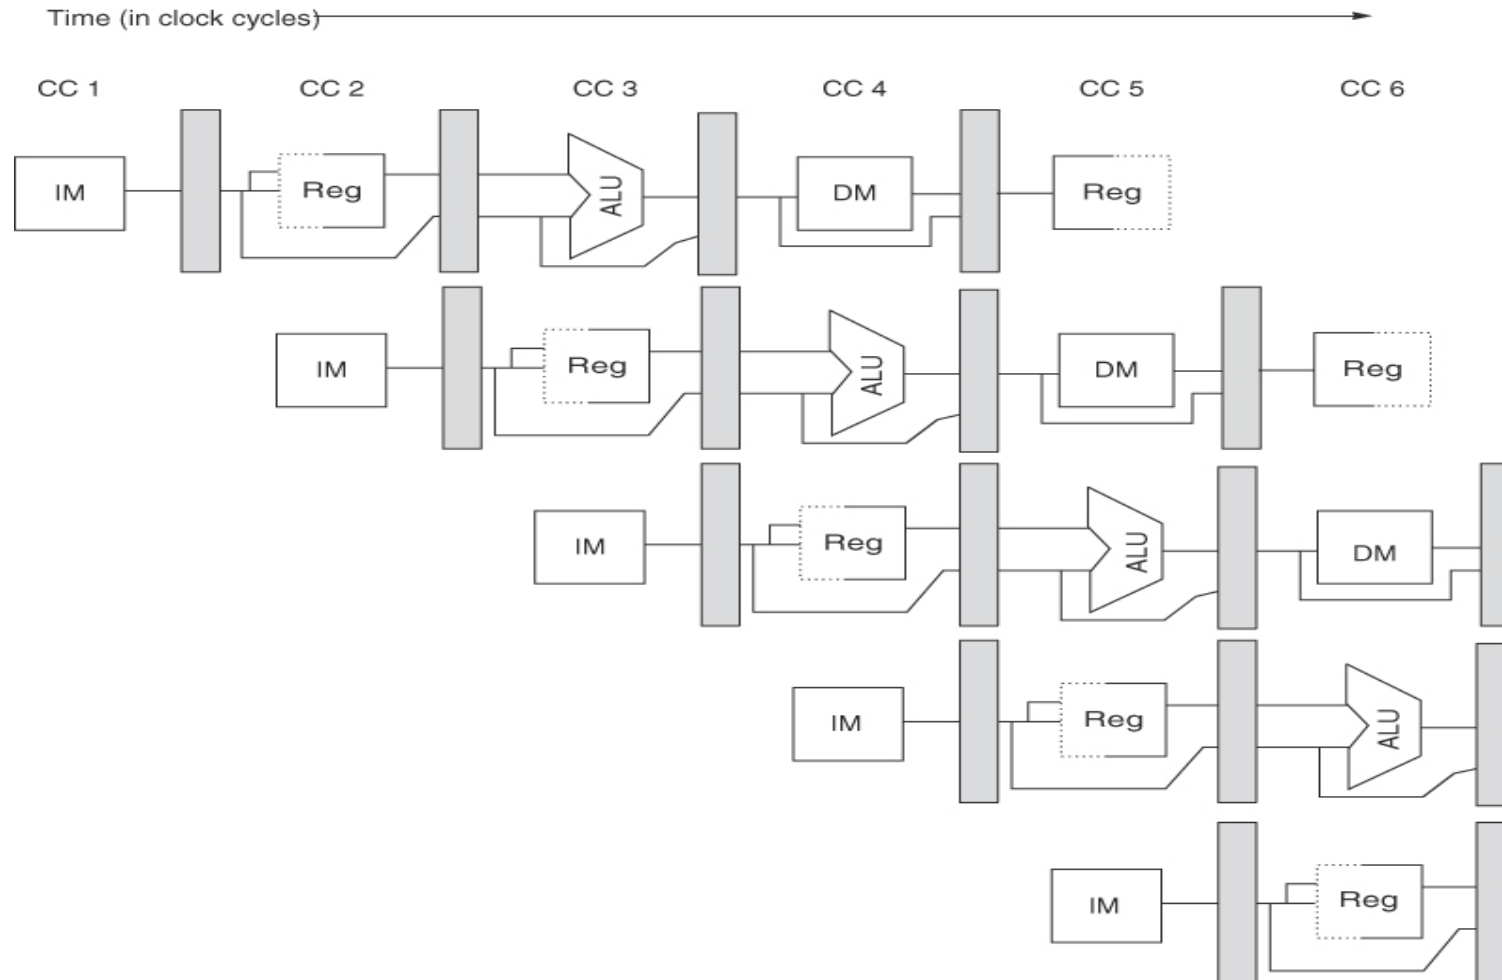 Time (in clock cycles)
CC 1 CC 2 CC 3 CC 4 CC 5 CC 6
IM Reg ALU DM Reg
IM Reg ALU DM Reg
IM Reg ALU DM
IM Reg ALU
IM Reg